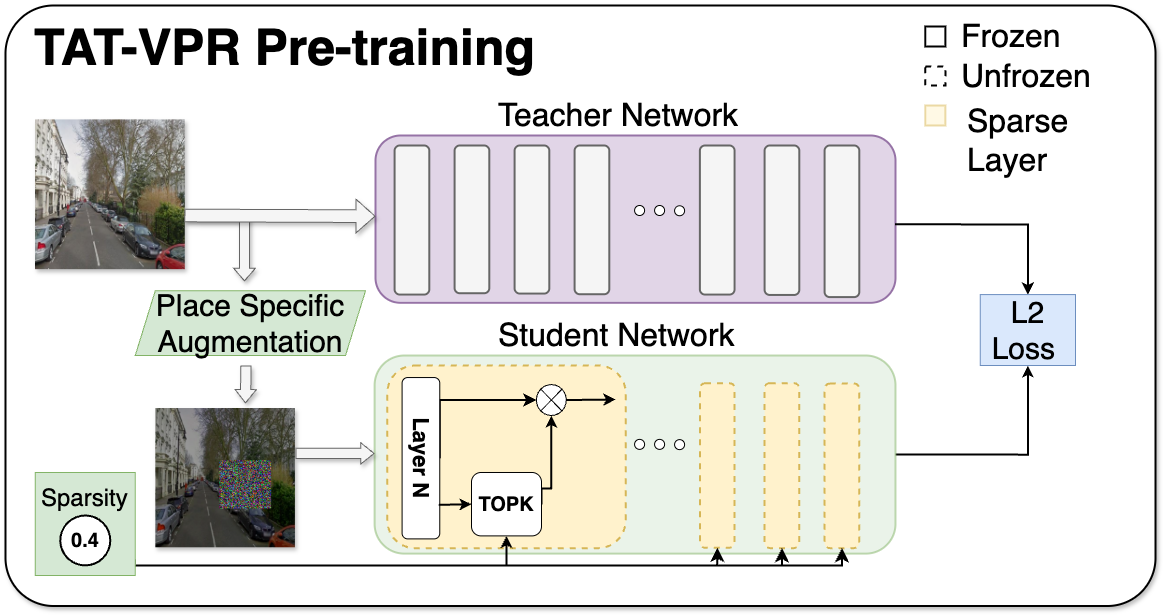 TAT-VPR Pre-training
Frozen
Unfrozen
Sparse
Layer
Teacher Network
Place Specific
Augmentation
L2
Loss
Student Network
Layer N
TOPK
Sparsity
0.4